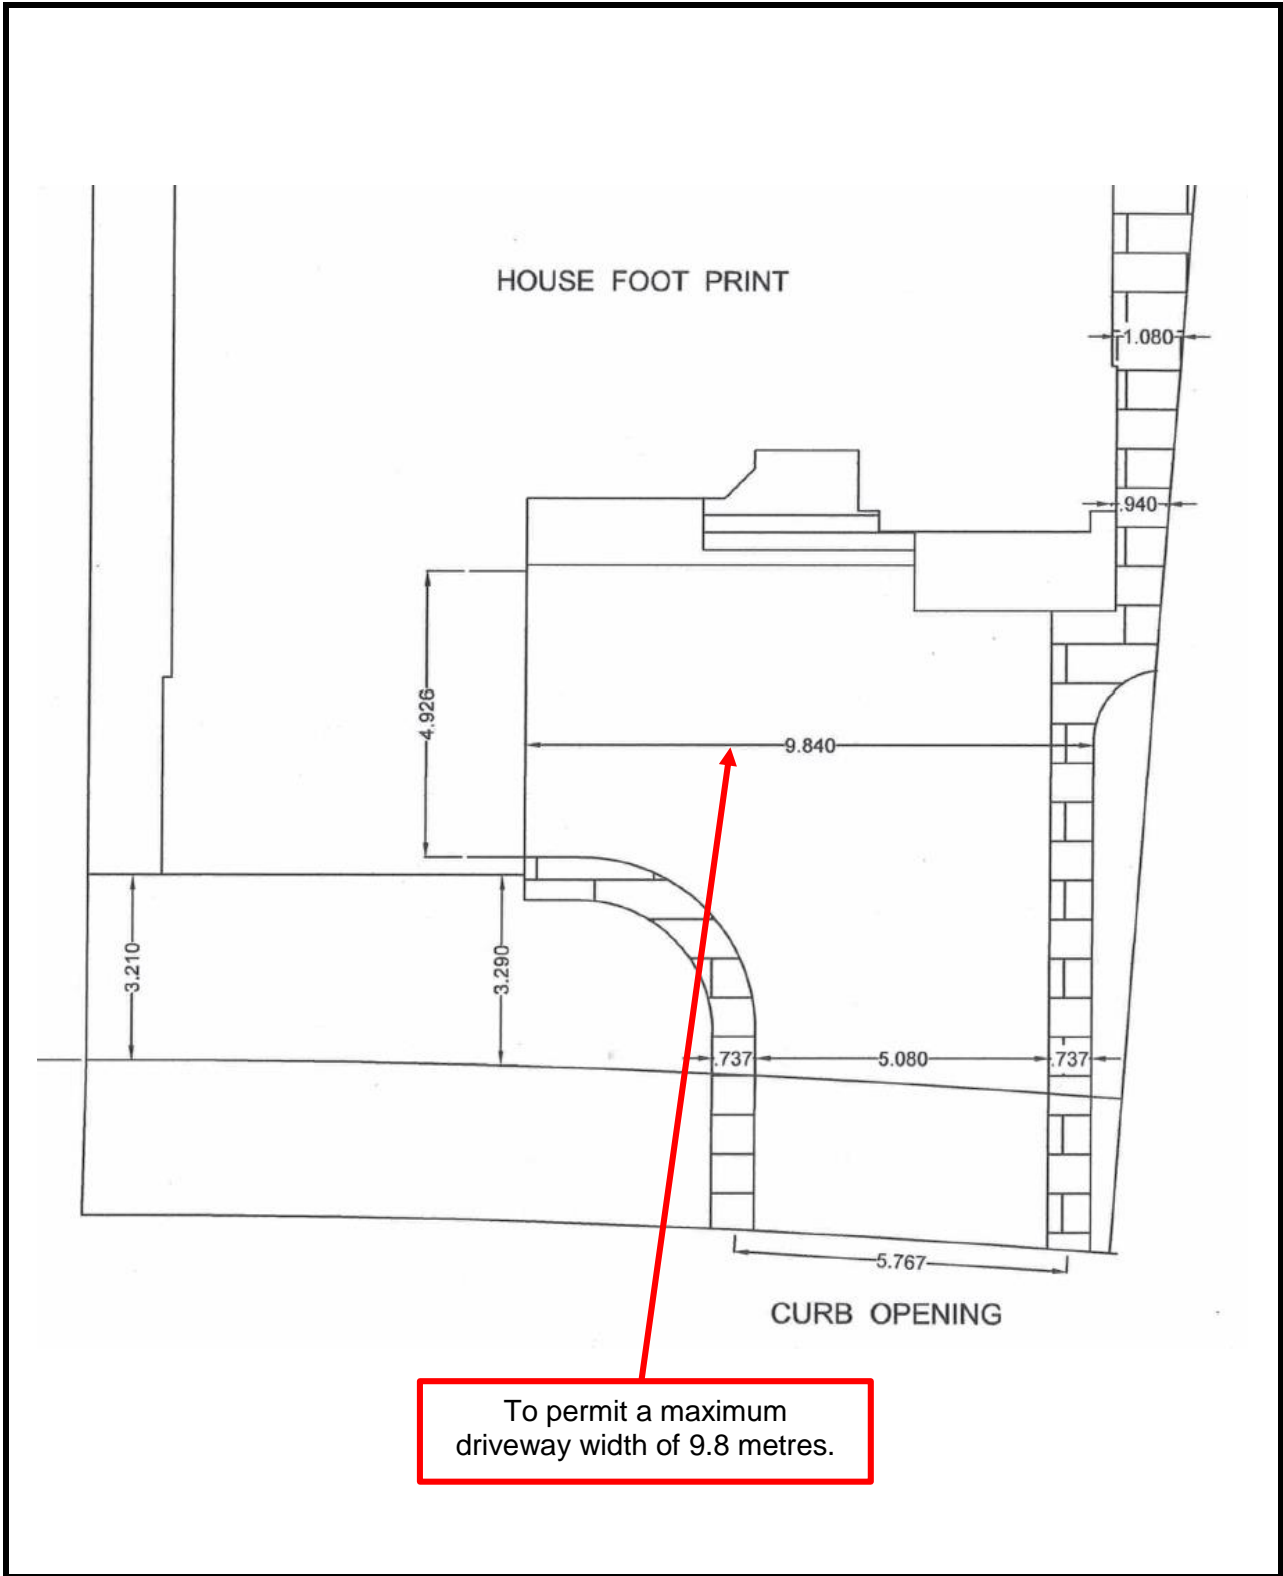 HOUSE FOOT PRINT
1.080
.940
4.926
9.840
3.210
3.290
.737
5.080
.737
5.767
CURB OPENING
To permit a maximum
driveway width of 9.8 metres.